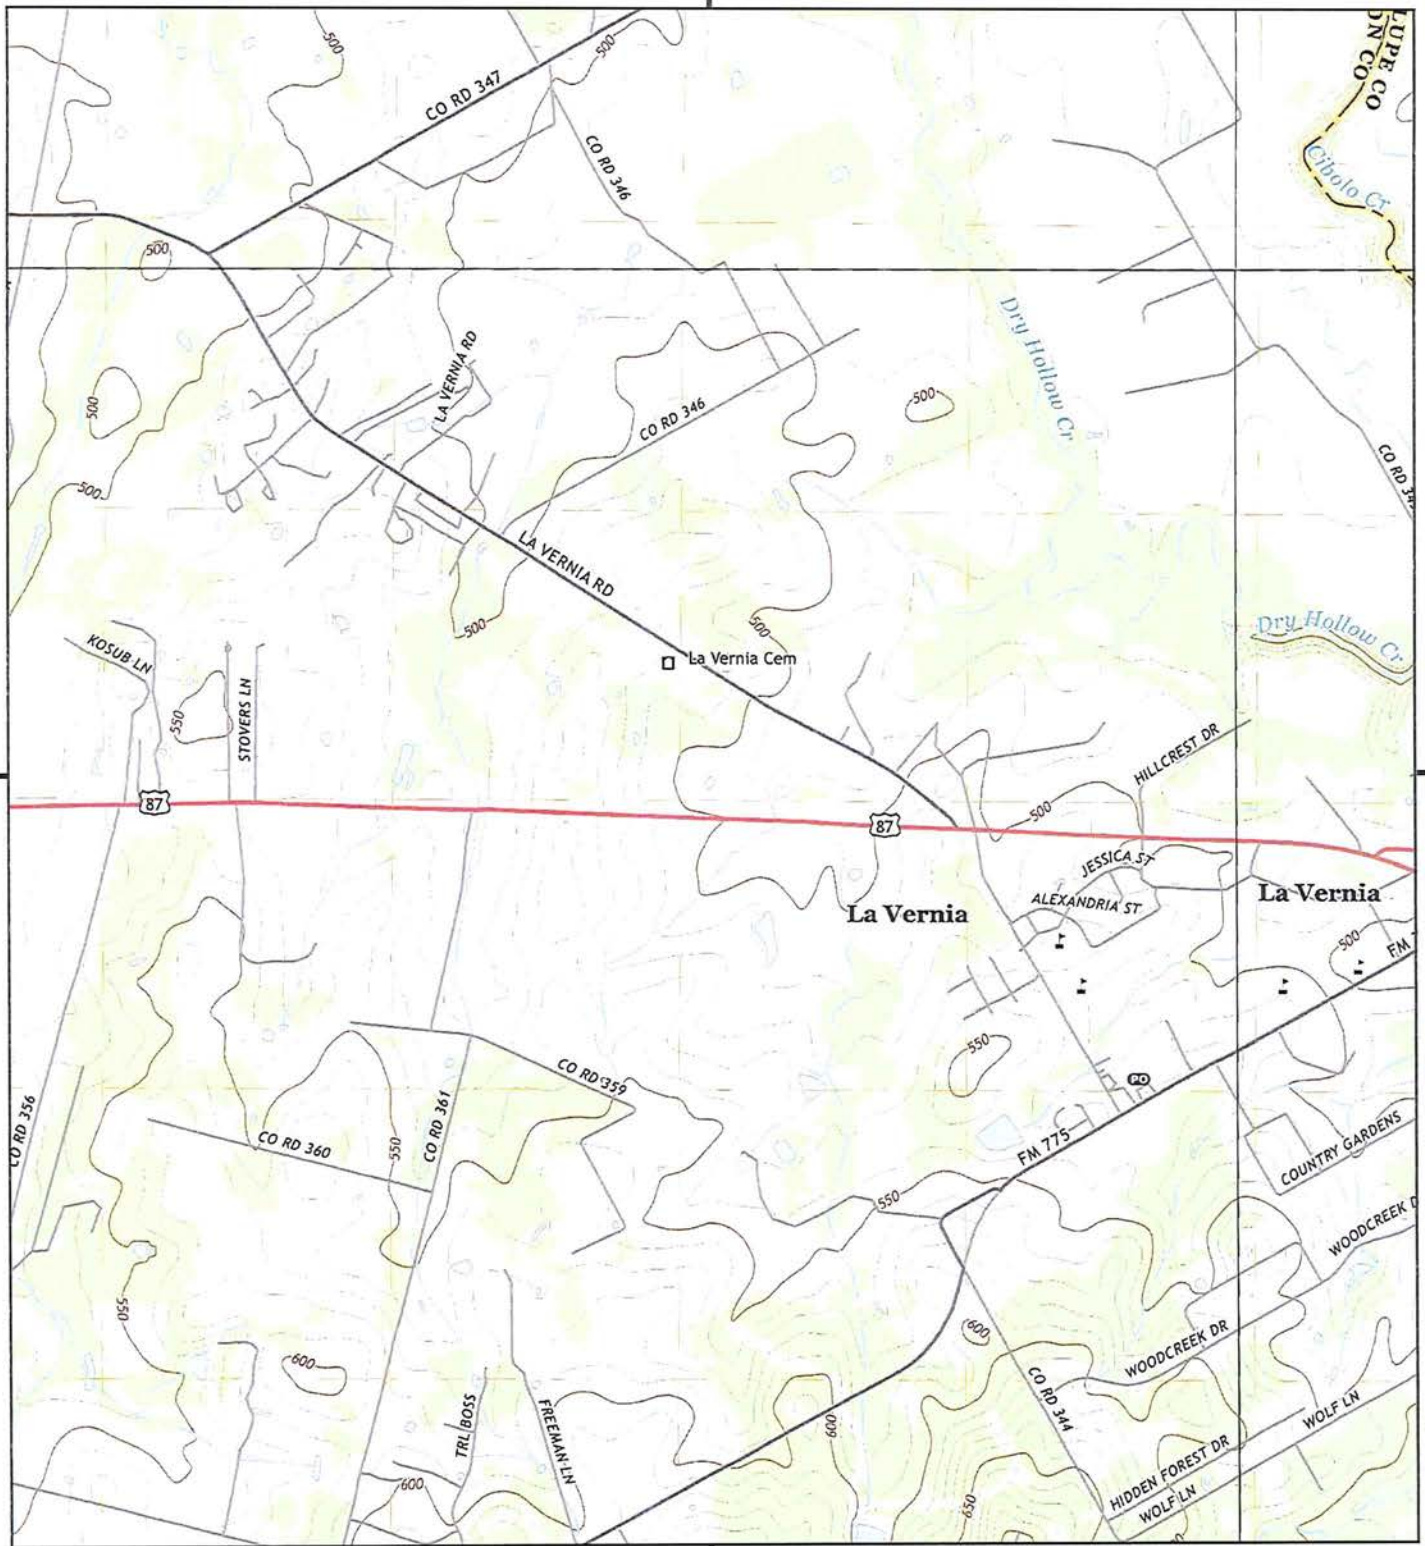 500
500
CO RD 347
LUPE CO
ON CO
CO RD 346
Cibolo Cr
500
Dry Hollow Cr
LA VERNIA RD
500
500
CO RD 346
CO RD 34
500
LA VERNIA RD
500
500
Dry Hollow Cr
KOSUB LN
La Vernia Cem
STOVERS LN
550
HILLCREST DR
87
87
500
JESSICA ST
ALEXANDRIA ST
La Vernia
La Vernia
500
FM
550
CO RD 359
PO
CO RD 356
CO RD 361
CO RD 360
550
FM 775
COUNTRY GARDENS
550
WOODCREEK D
550
600
600
WOODCREEK DR
CO RD 344
TRL BOSS
FREEMAN LN
600
WOLF LN
HIDDEN FOREST DR
600
650
WOLF LN